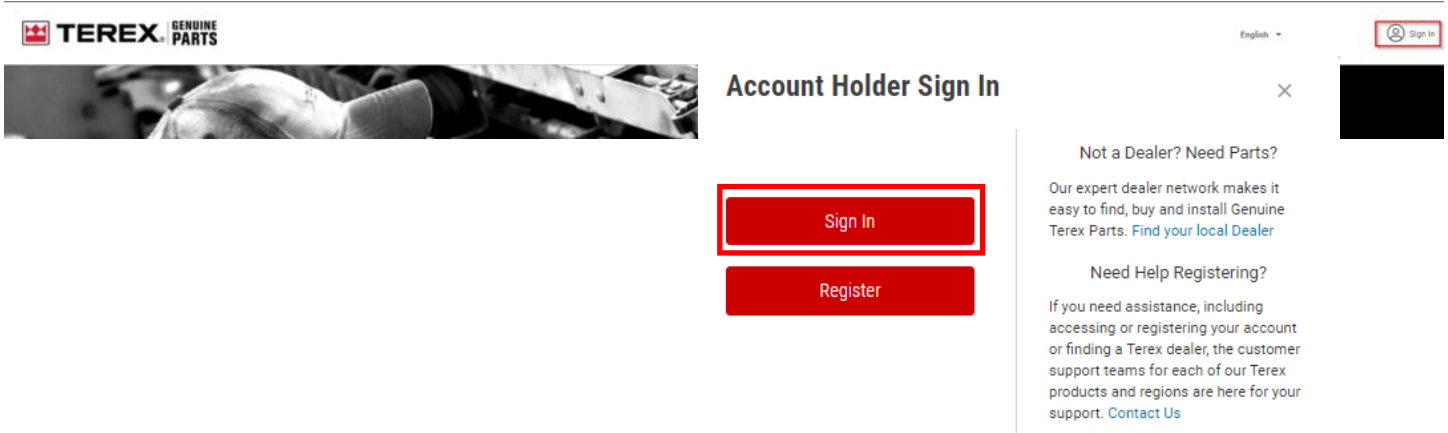 TEREX® GENUINE PARTS
English
Sign In
Account Holder Sign In
Sign In
Register
Not a Dealer? Need Parts?
Our expert dealer network makes it
easy to find, buy and install Genuine
Terex Parts. Find your local Dealer
Need Help Registering?
If you need assistance, including
accessing or registering your account
or finding a Terex dealer, the customer
support teams for each of our Terex
products and regions are here for your
support. Contact Us